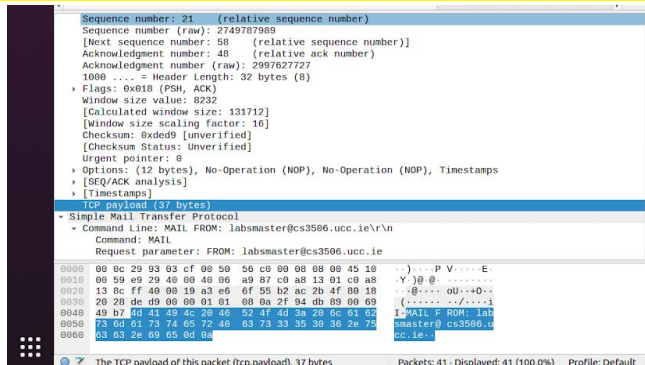 Sequence number: 21    (relative sequence number)
Sequence number (raw): 2749787989
[Next sequence number: 58    (relative sequence number)]
Acknowledgment number: 48    (relative ack number)
Acknowledgment number (raw): 2997627727
1000 .... = Header Length: 32 bytes (8)
Flags: 0x018 (PSH, ACK)
Window size value: 8232
[Calculated window size: 131712]
[Window size scaling factor: 16]
Checksum: 0xded9 [unverified]
[Checksum Status: Unverified]
Urgent pointer: 0
Options: (12 bytes), No-Operation (NOP), No-Operation (NOP), Timestamps
[SEQ/ACK analysis]
[Timestamps]
TCP payload (37 bytes)
Simple Mail Transfer Protocol
Command Line: MAIL FROM: labsmaster@cs3506.ucc.ie\r\n
Command: MAIL
Request parameter: FROM: labsmaster@cs3506.ucc.ie
0000  00 0c 29 93 03 cf 00 50  56 c0 00 08 08 00 45 10  ··)····P V·····E·
0010  00 59 e9 29 40 00 40 06  a9 87 c0 a8 13 01 c0 a8  ·Y·)@·@· ········
0020  13 8c ff 40 00 19 a3 e6  6f 55 b2 ac 2b 4f 80 18  ···@···· oU··+O··
0030  20 28 de d9 00 00 01 01  08 0a 2f 94 db 89 00 69   (······ ··/····i
0040  49 b7 4d 41 49 4c 20 46  52 4f 4d 3a 20 6c 61 62  I·MAIL F ROM: lab
0050  73 6d 61 73 74 65 72 40  63 73 33 35 30 36 2e 75  smaster@ cs3506.u
0060  63 63 2e 69 65 0d 0a  cc.ie··
The TCP payload of this packet (tcp.payload), 37 bytes    Packets: 41 · Displayed: 41 (100.0%)    Profile: Default